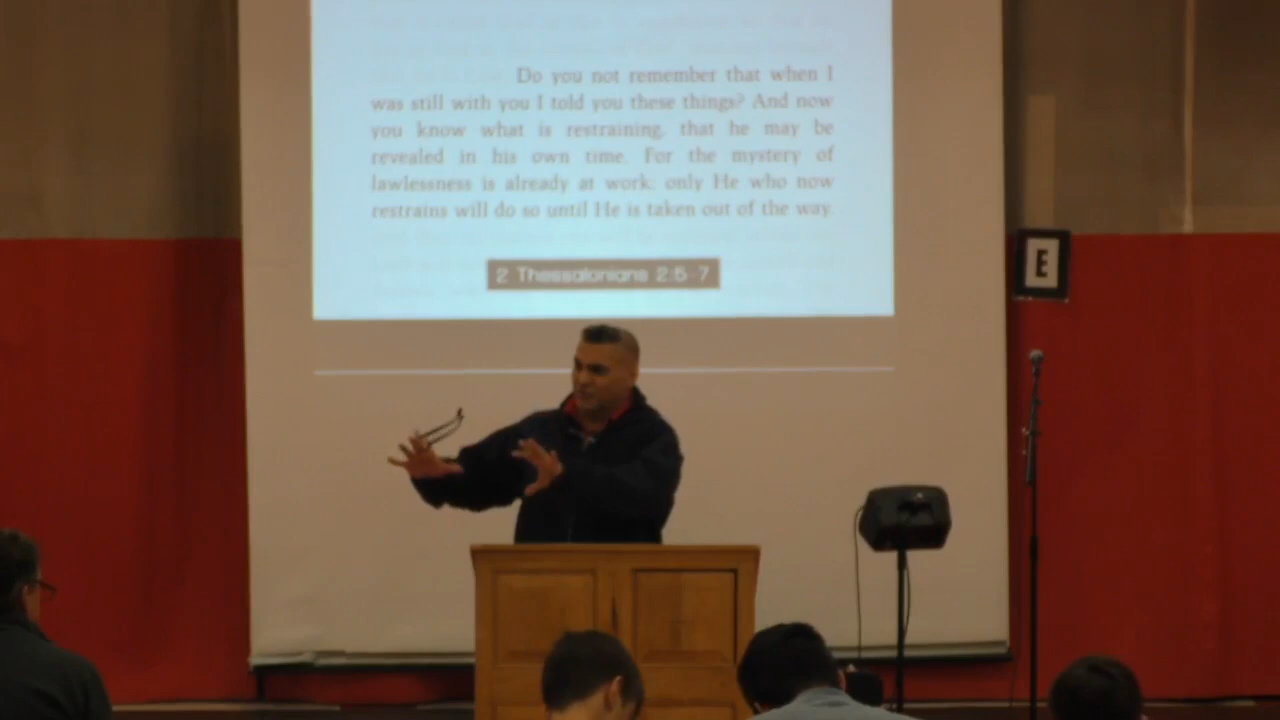 Do you not remember that when I
was still with you I told you these things? And now
you know what is restraining, that he may be
revealed in his own time. For the mystery of
lawlessness is already at work; only He who now
restrains will do so until He is taken out of the way.
2 Thessalonians 2:5-7
E